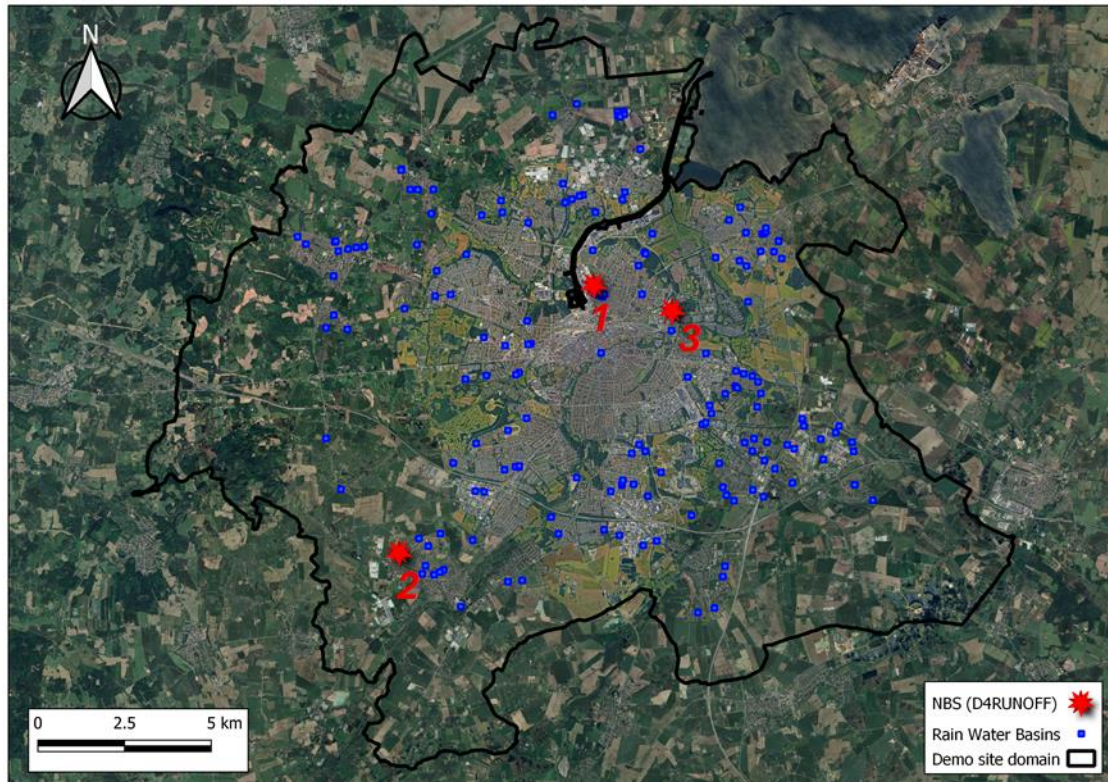 N
1
3
2
0 2.5 5 km
NBS (D4RUNOFF)
Rain Water Basins
Demo site domain